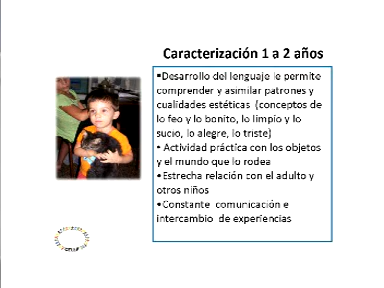 Caracterización 1 a 2 años
•Desarrollo del lenguaje le permite
comprender y asimilar patrones y
cualidades estéticas (conceptos de
lo feo y lo bonito, lo limpio y lo
sucio, lo alegre, lo triste)
• Actividad práctica con los objetos
y el mundo que lo rodea
•Estrecha relación con el adulto y
otros niños
•Constante comunicación e
intercambio de experiencias